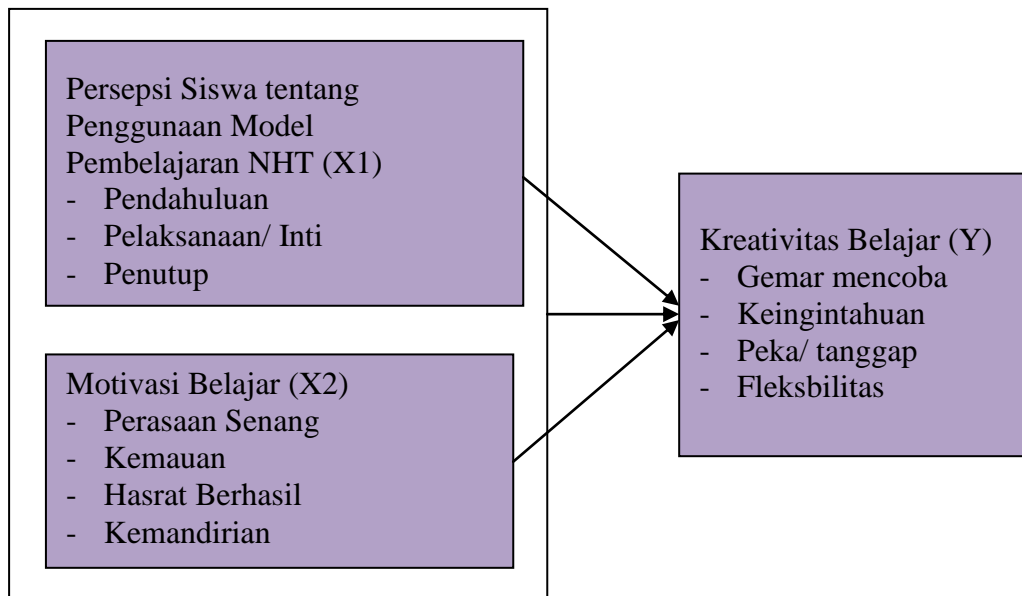 Persepsi Siswa tentang
Penggunaan Model
Pembelajaran NHT (X1)
- Pendahuluan
- Pelaksanaan/ Inti
- Penutup
Motivasi Belajar (X2)
- Perasaan Senang
- Kemauan
- Hasrat Berhasil
- Kemandirian
Kreativitas Belajar (Y)
- Gemar mencoba
- Keingintahuan
- Peka/ tanggap
- Fleksbilitas